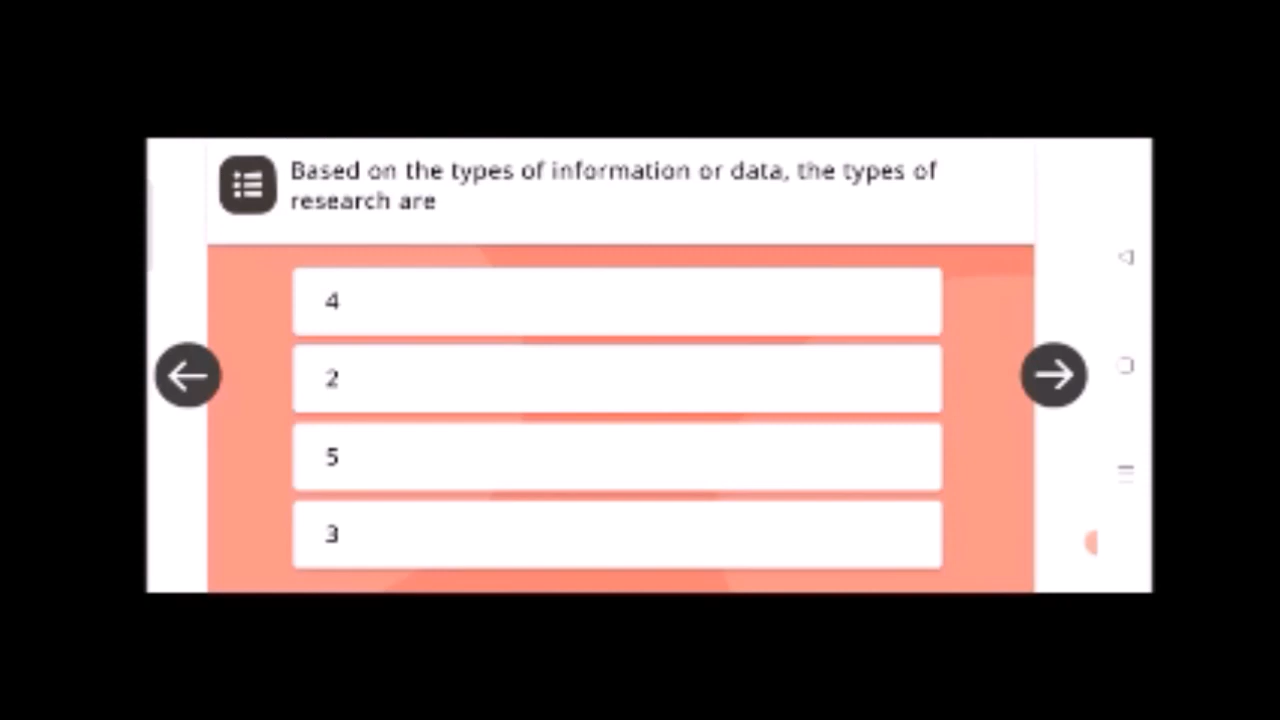 Based on the types of information or data, the types of
research are
4
2
5
3